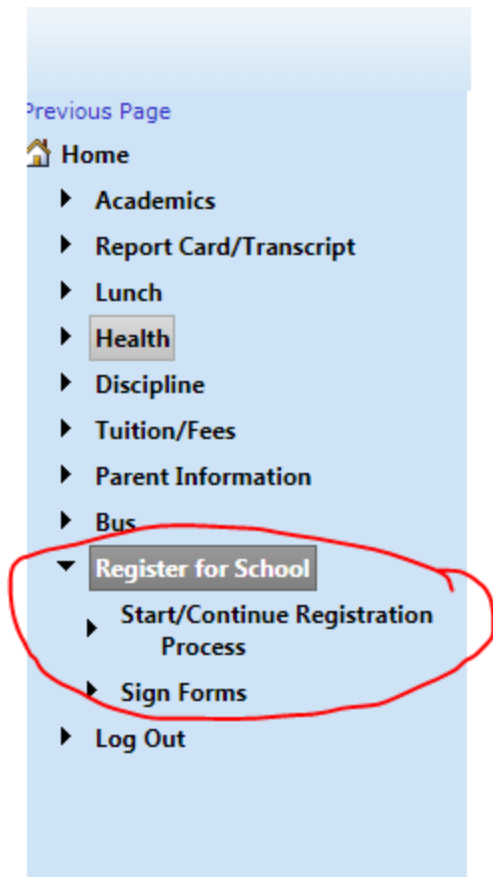 Previous Page
Home
Academics
Report Card/Transcript
Lunch
Health
Discipline
Tuition/Fees
Parent Information
Bus
Register for School
Start/Continue Registration
Process
Sign Forms
Log Out